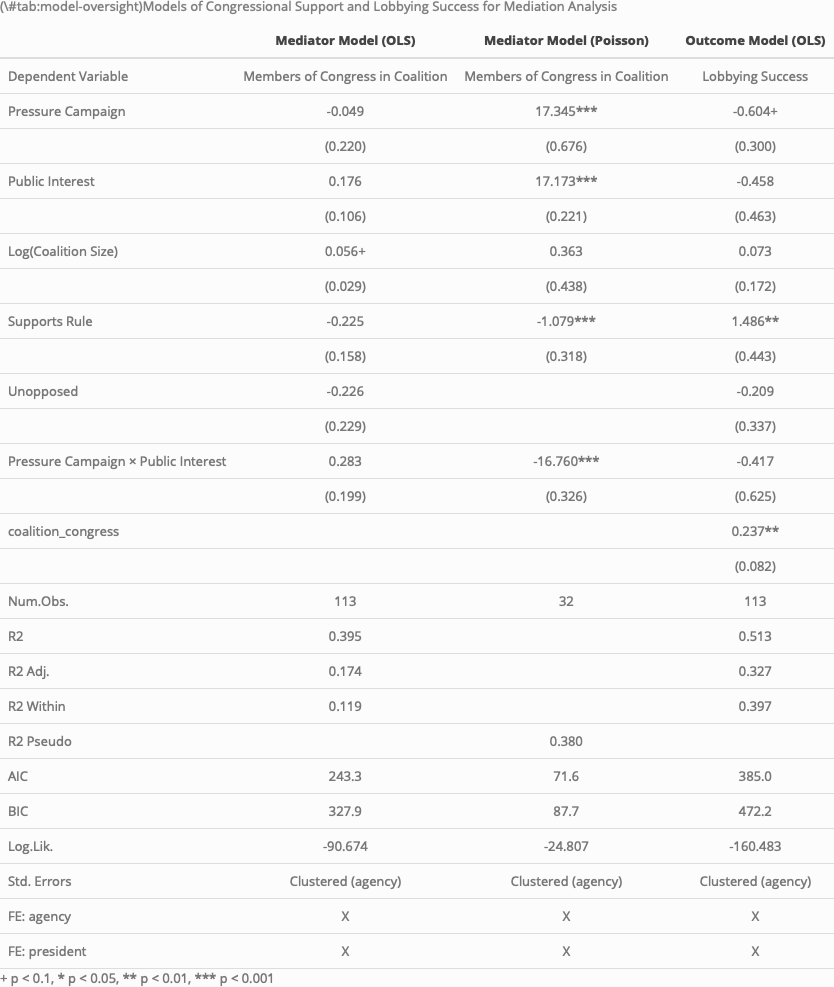 (\#tab:model-oversight)Models of Congressional Support and Lobbying Success for Mediation Analysis
Mediator Model (OLS) Mediator Model (Poisson) Outcome Model (OLS)
Dependent Variable Members of Congress in Coalition Members of Congress in Coalition Lobbying Success
Pressure Campaign -0.049 17.345*** -0.604+
(0.220) (0.676) (0.300)
Public Interest 0.176 17.173*** -0.458
(0.106) (0.221) (0.463)
Log(Coalition Size) 0.056+ 0.363 0.073
(0.029) (0.438) (0.172)
Supports Rule -0.225 -1.079*** 1.486**
(0.158) (0.318) (0.443)
Unopposed -0.226 -0.209
(0.229) (0.337)
Pressure Campaign × Public Interest 0.283 -16.760*** -0.417
(0.199) (0.326) (0.625)
coalition_congress 0.237**
(0.082)
Num.Obs. 113 32 113
R2 0.395 0.513
R2 Adj. 0.174 0.327
R2 Within 0.119 0.397
R2 Pseudo 0.380
AIC 243.3 71.6 385.0
BIC 327.9 87.7 472.2
Log.Lik. -90.674 -24.807 -160.483
Std. Errors Clustered (agency) Clustered (agency) Clustered (agency)
FE: agency X X X
FE: president X X X
+ p < 0.1, * p < 0.05, ** p < 0.01, *** p < 0.001